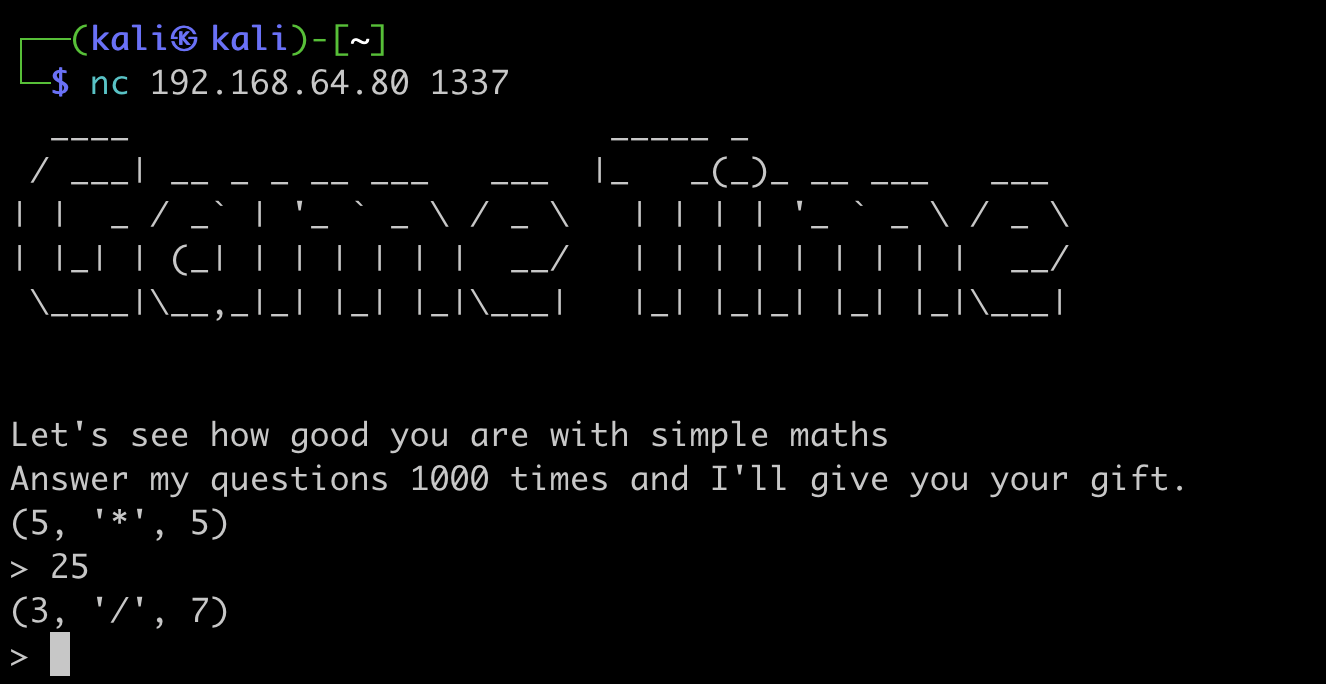 ┌──(kali㉿kali)-[~]
└─$ nc 192.168.64.80 1337
  ____                        _____ _
 / ___| __ _ _ __ ___   ___  |_   _(_)_ __ ___   ___
| |  _ / _` | '_ ` _ \ / _ \   | | | | '_ ` _ \ / _ \
| |_| | (_| | | | | | |  __/   | | | | | | | | |  __/
 \____|\__,_|_| |_| |_|\___|   |_| |_|_| |_| |_|\___|
Let's see how good you are with simple maths
Answer my questions 1000 times and I'll give you your gift.
(5, '*', 5)
> 25
(3, '/', 7)
>